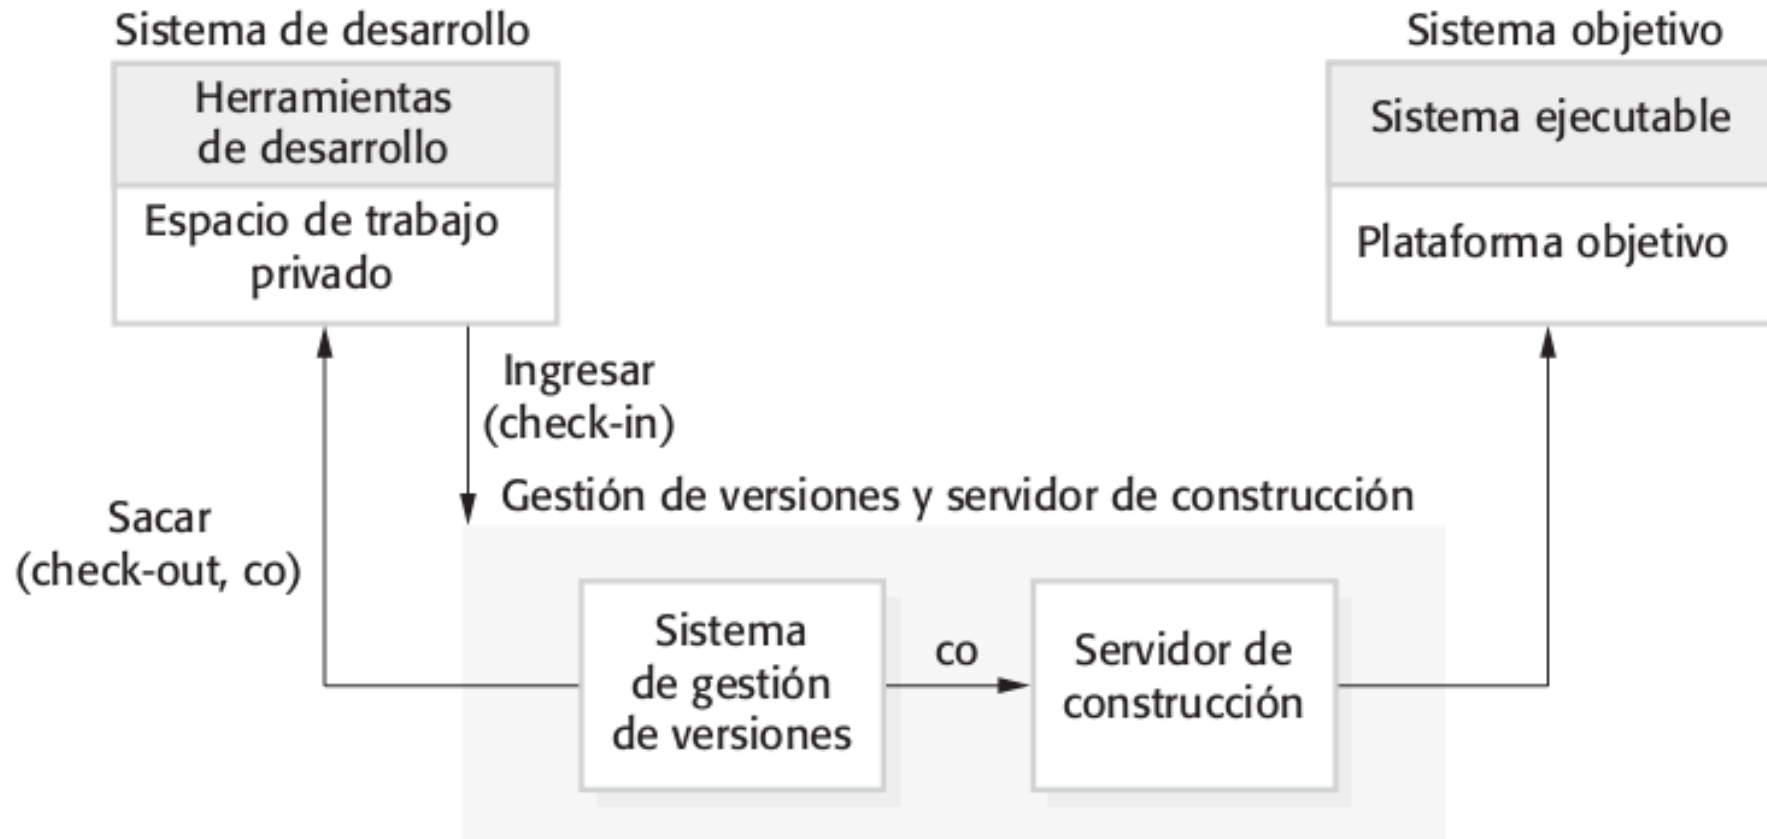 Sistema de desarrollo
Herramientas
de desarrollo
Espacio de trabajo
privado
Sistema objetivo
Sistema ejecutable
Plataforma objetivo
Ingresar
(check-in)
Sacar
(check-out, co)
Gestión de versiones y servidor de construcción
Sistema
de gestión
de versiones
co
Servidor de
construcción